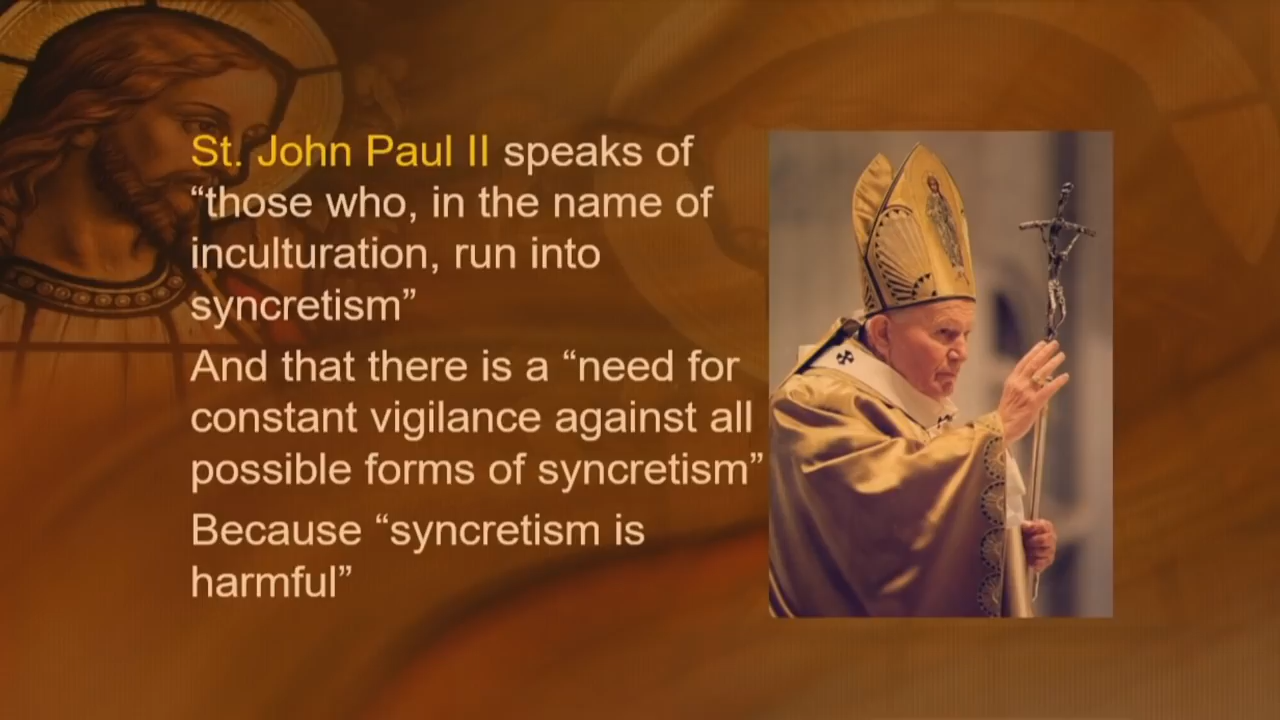 St. John Paul II speaks of
“those who, in the name of
inculturation, run into
syncretism”
And that there is a “need for
constant vigilance against all
possible forms of syncretism”
Because “syncretism is
harmful”